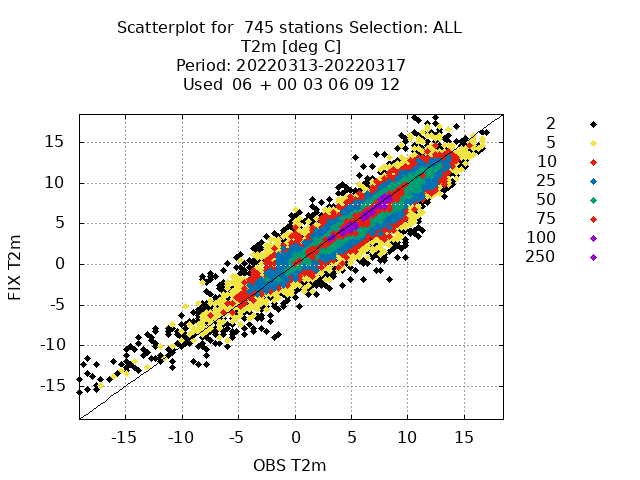 Scatterplot for  745 stations Selection: ALL
T2m [deg C]
Period: 20220313-20220317
Used  06 + 00 03 06 09 12
2
5
10
25
50
75
100
250
15
10
5
0
-5
-10
-15
FIX T2m
-15 -10 -5 0 5 10 15
OBS T2m